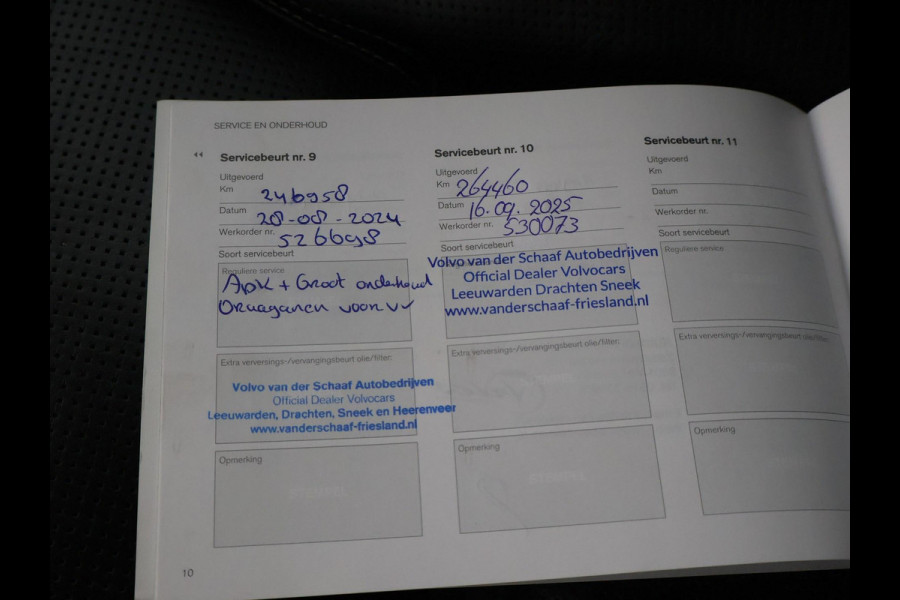 SERVICE EN ONDERHOUD
Servicebeurt nr. 9
Uitgevoerd
Km 246958
Datum 28-08-2024
Werkorder nr. 526698
Soort servicebeurt
Reguliere service
Apk + Groot onderhoud
Draagarmen voor V
Extra verversings-/vervangingsbeurt olie/filter:
Volvo van der Schaaf Autobedrijven
Official Dealer Volvocars
Leeuwarden, Drachten, Sneek en Heerenveen
www.vanderschaaf-friesland.nl
Opmerking
Servicebeurt nr. 10
Uitgevoerd
Km 264460
Datum 16.09.2025
Werkorder nr. 530073
Soort servicebeurt
Volvo van der Schaaf Autobedrijven
Official Dealer Volvocars
Leeuwarden Drachten Sneek
www.vanderschaaf-friesland.nl
Extra verversings-/vervangingsbeurt olie/filter:
Opmerking
Servicebeurt nr. 11
Uitgevoerd
Km
Datum
Werkorder nr.
Soort servicebeurt
Reguliere service
Extra verversings-/vervangingsbeurt olie/filter:
Opmerking
10